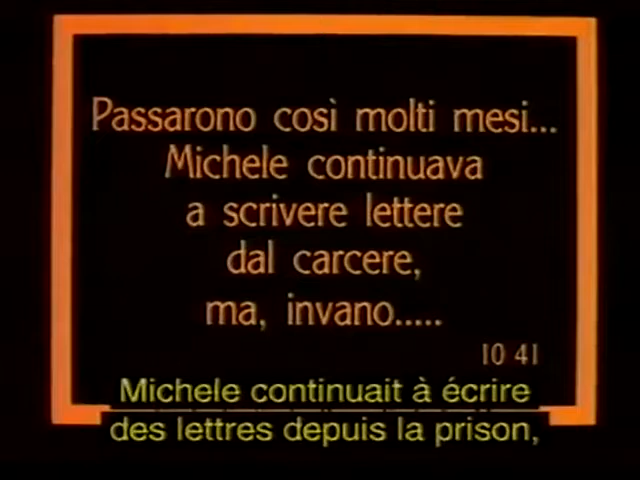 Passarono così molti mesi...
Michele continuava
a scrivere lettere
dal carcere,
ma, invano.....
10 41
Michele continuait à écrire
des lettres depuis la prison,